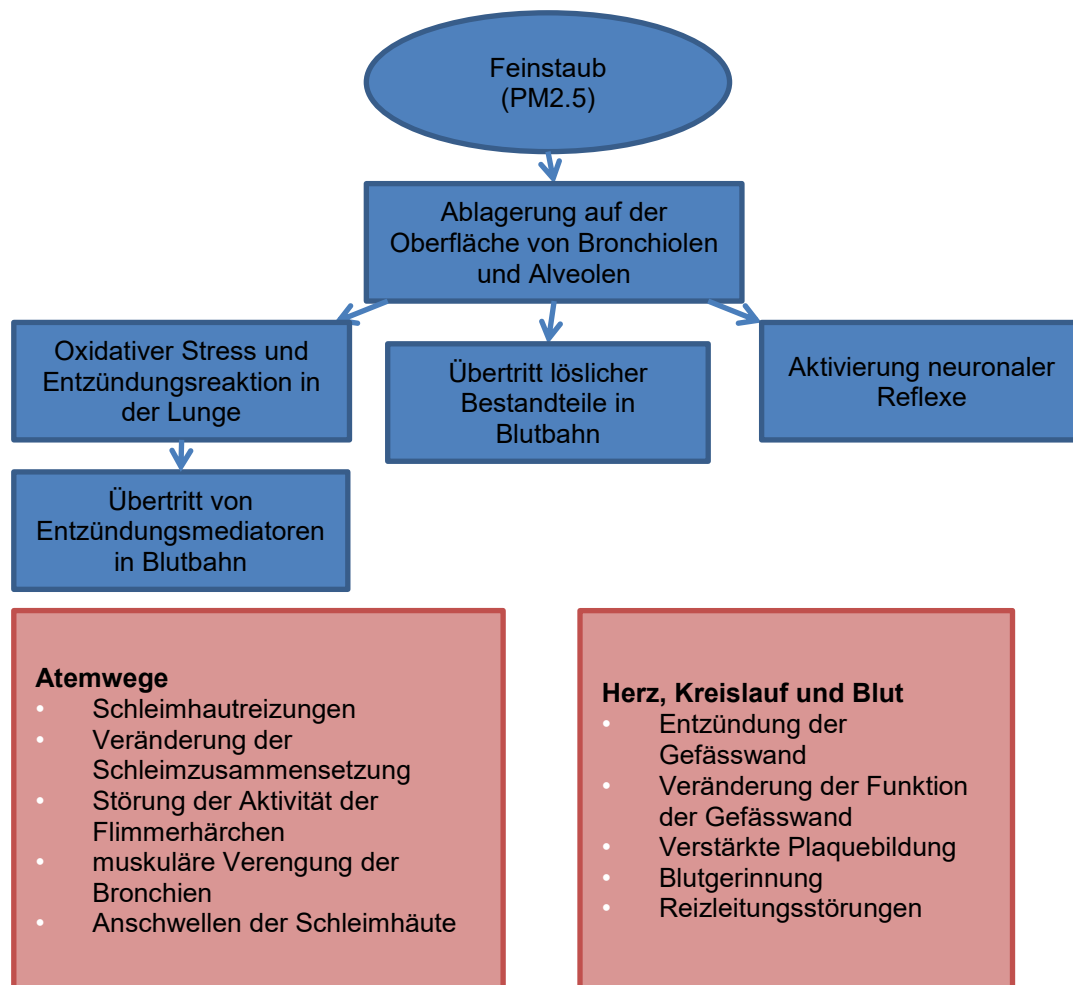 Feinstaub
(PM2.5)
Ablagerung auf der
Oberfläche von Bronchiolen
und Alveolen
Oxidativer Stress und
Entzündungsreaktion in
der Lunge
Übertritt löslicher
Bestandteile in
Blutbahn
Aktivierung neuronaler
Reflexe
Übertritt von
Entzündungsmediatoren
in Blutbahn
Atemwege
• Schleimhautreizungen
• Veränderung der
Schleimzusammensetzung
• Störung der Aktivität der
Flimmerhärchen
• muskuläre Verengung der
Bronchien
• Anschwellen der Schleimhäute
Herz, Kreislauf und Blut
• Entzündung der
Gefässwand
• Veränderung der Funktion
der Gefässwand
• Verstärkte Plaquebildung
• Blutgerinnung
• Reizleitungsstörungen